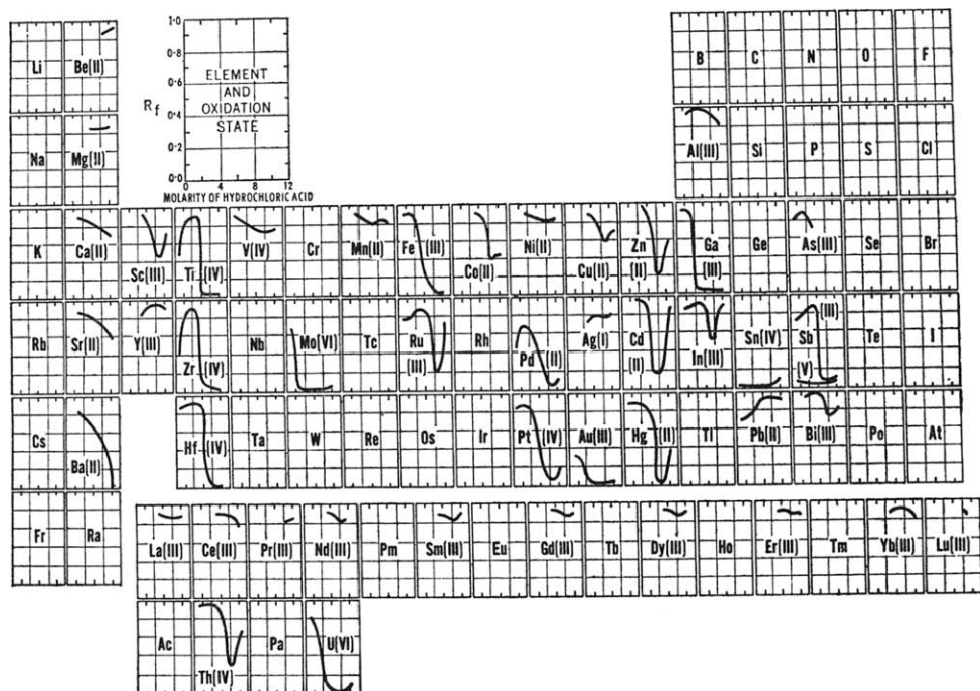 1·0
0·8
0·6
Rf 0·4
0·2
0·0
0 4 8 12
MOLARITY OF HYDROCHLORIC ACID
ELEMENT
AND
OXIDATION
STATE
Li Be(II) B C N O F
Na Mg(II) Al(III) Si P S Cl
K Ca(II) Sc(III) Ti (IV) V(IV) Cr Mn(II) Fe (III) Co(II) Ni(II) Cu(II) Zn (II) Ga (III) Ge As(III) Se Br
Rb Sr(II) Y(III) Zr (IV) Nb Mo(VI) Tc Ru (III) Rh Pd (ii) Ag(I) Cd (II) In(III) Sn(IV) Sb (III) (V) Te I
Cs Ba(II) Hf (IV) Ta W Re Os Ir Pt (IV) Au(III) Hg (II) Tl Pb(II) Bi(III) Po At
Fr Ra
La(III) Ce(III) Pr(III) Nd(III) Pm Sm(III) Eu Gd(III) Tb Dy(III) Ho Er(III) Tm Yb(III) Lu(III)
Ac Th(IV) Pa U(VI)